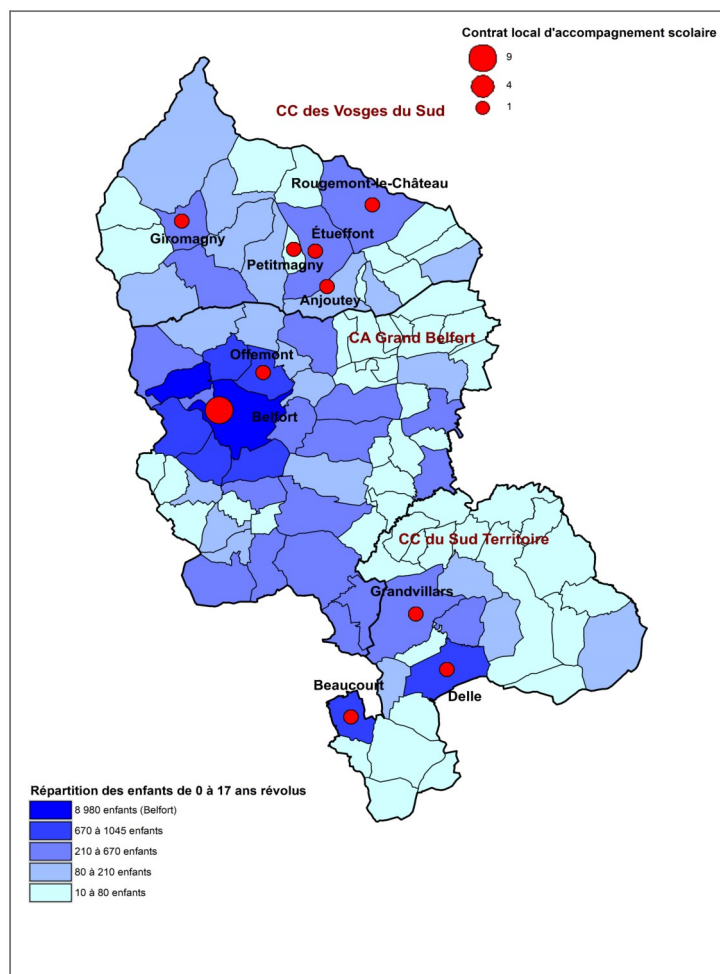 Contrat local d'accompagnement scolaire
9
4
1
CC des Vosges du Sud
Rougemont-le-Château
Giromagny
Étueffont
Petitmagny
Anjoutey
CA Grand Belfort
Offemont
Belfort
CC du Sud Territoire
Grandvillars
Beaucourt
Delle
Répartition des enfants de 0 à 17 ans révolus
8 980 enfants (Belfort)
670 à 1045 enfants
210 à 670 enfants
80 à 210 enfants
10 à 80 enfants